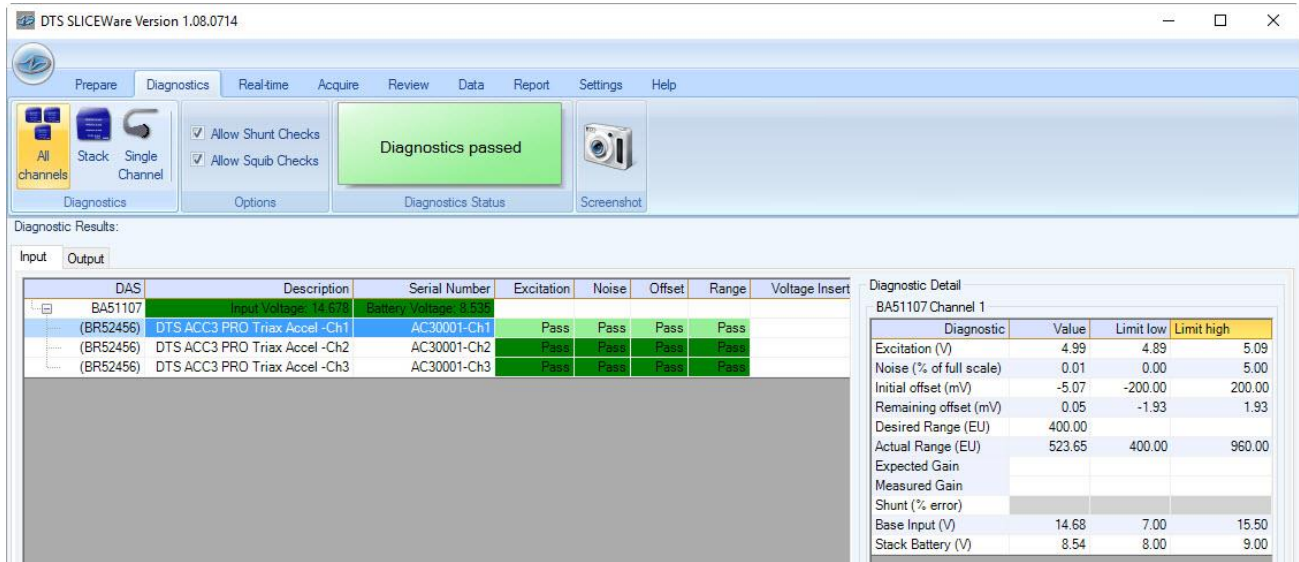 DTS SLICEWare Version 1.08.0714
Prepare Diagnostics Real-time Acquire Review Data Report Settings Help
All channels Stack Single Channel
Allow Shunt Checks
Allow Squib Checks
Diagnostics passed
Diagnostics Options Diagnostics Status Screenshot
Diagnostic Results:
Input Output
DAS Description Serial Number Excitation Noise Offset Range Voltage Insert
BA51107 Input Voltage: 14.678 Battery Voltage: 8.535
(BR52456) DTS ACC3 PRO Triax Accel -Ch1 AC30001-Ch1 Pass Pass Pass Pass
(BR52456) DTS ACC3 PRO Triax Accel -Ch2 AC30001-Ch2 Pass Pass Pass Pass
(BR52456) DTS ACC3 PRO Triax Accel -Ch3 AC30001-Ch3 Pass Pass Pass Pass
Diagnostic Detail
BA51107 Channel 1
Diagnostic Value Limit low Limit high
Excitation (V) 4.99 4.89 5.09
Noise (% of full scale) 0.01 0.00 5.00
Initial offset (mV) -5.07 -200.00 200.00
Remaining offset (mV) 0.05 -1.93 1.93
Desired Range (EU) 400.00
Actual Range (EU) 523.65 400.00 960.00
Expected Gain
Measured Gain
Shunt (% error)
Base Input (V) 14.68 7.00 15.50
Stack Battery (V) 8.54 8.00 9.00